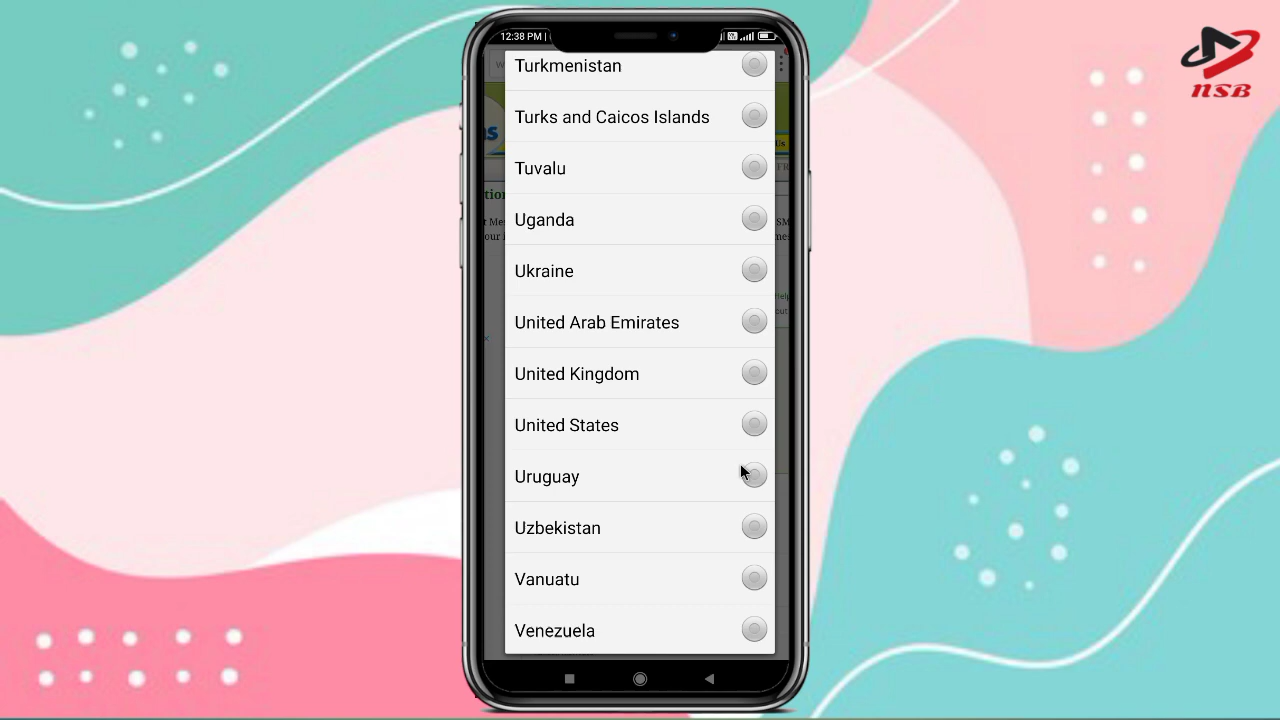 12:38 PM
NSB
Turkmenistan
Turks and Caicos Islands
Tuvalu
Uganda
Ukraine
United Arab Emirates
United Kingdom
United States
Uruguay
Uzbekistan
Vanuatu
Venezuela